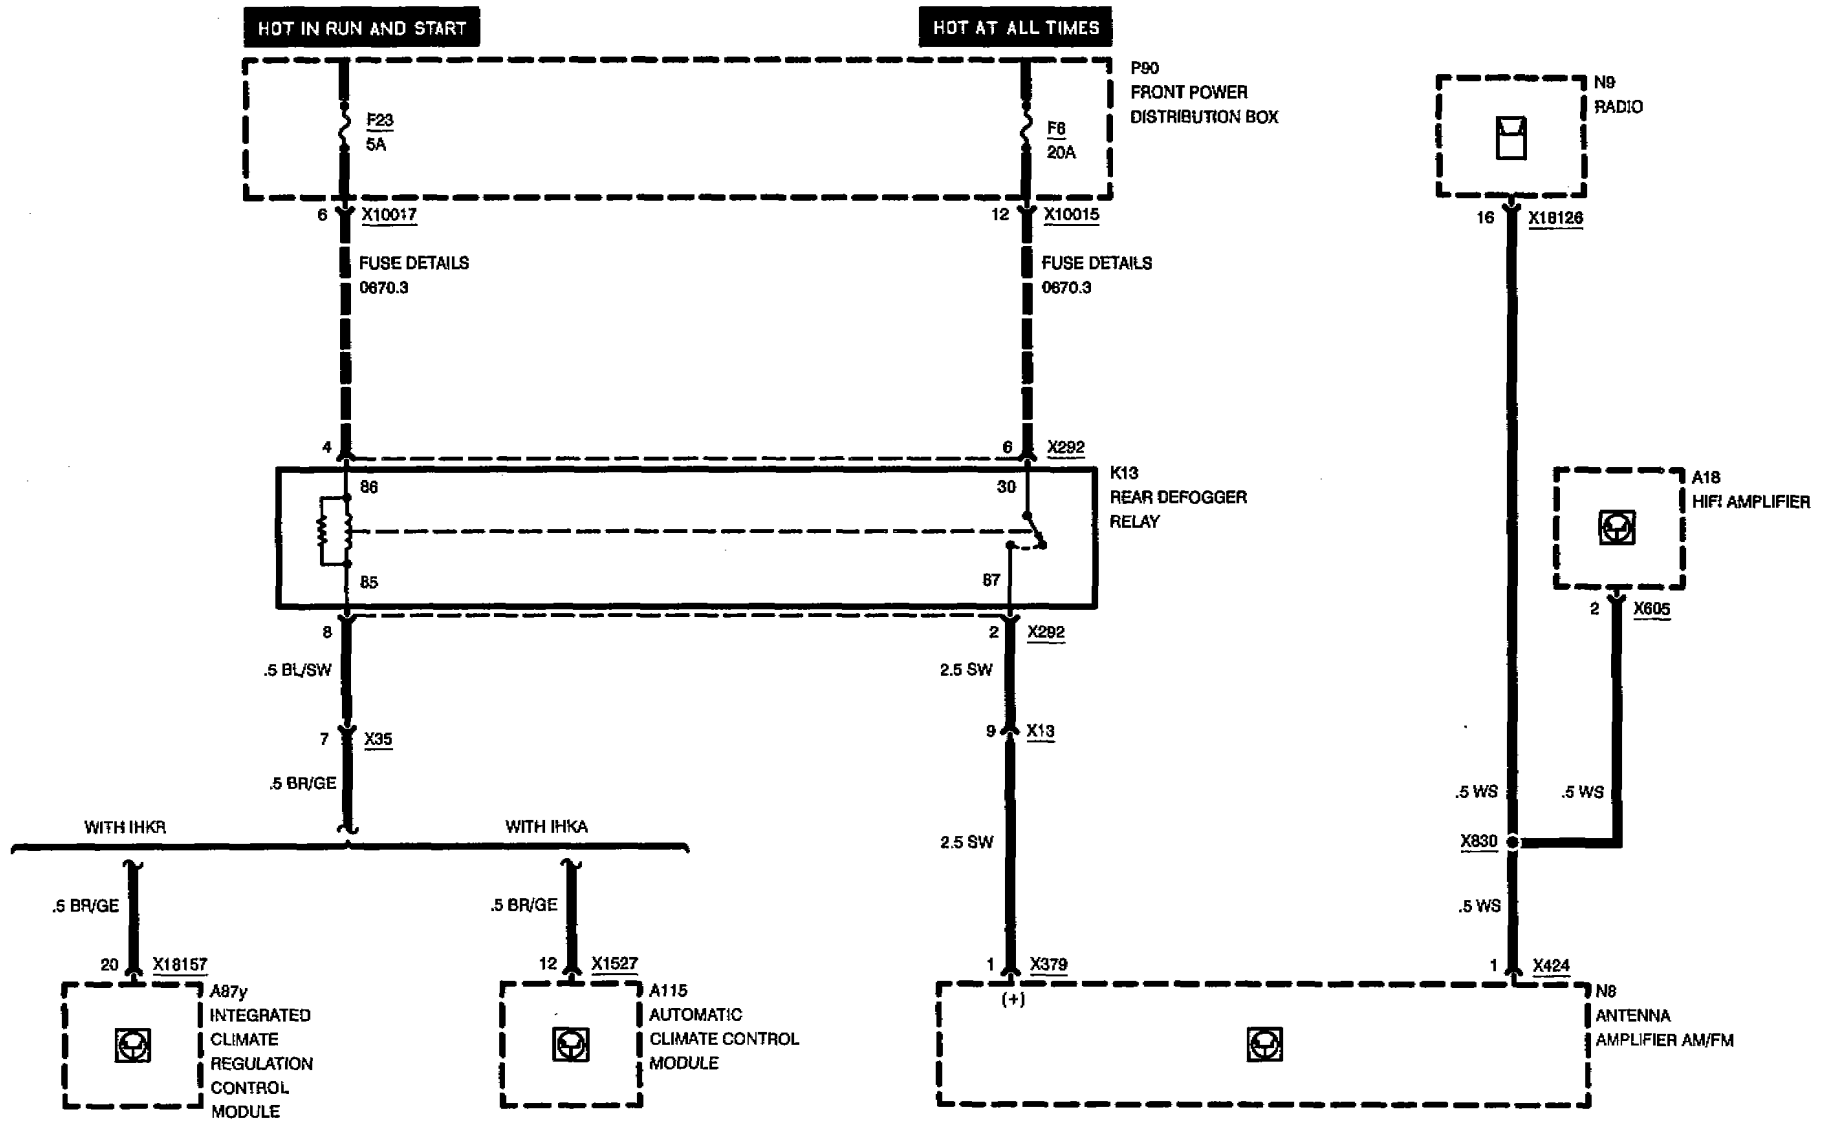 HOT IN RUN AND START
HOT AT ALL TIMES
P90
FRONT POWER
DISTRIBUTION BOX
F23
5A
F6
20A
N9
RADIO
6 X10017
12 X10015
16 X18126
FUSE DETAILS
0670.3
FUSE DETAILS
0670.3
4
6 X292
K13
REAR DEFOGGER
RELAY
86
30
85
87
A18
HIFI AMPLIFIER
2 X605
8
2 X292
.5 BL/SW
2.5 SW
7 X35
9 X13
.5 BR/GE
.5 WS
.5 WS
WITH IHKR
WITH IHKA
2.5 SW
X830
.5 BR/GE
.5 BR/GE
.5 WS
20 X18157
12 X1527
1 X379
1 X424
(+)
A87y
INTEGRATED
CLIMATE
REGULATION
CONTROL
MODULE
A115
AUTOMATIC
CLIMATE CONTROL
MODULE
N8
ANTENNA
AMPLIFIER AM/FM